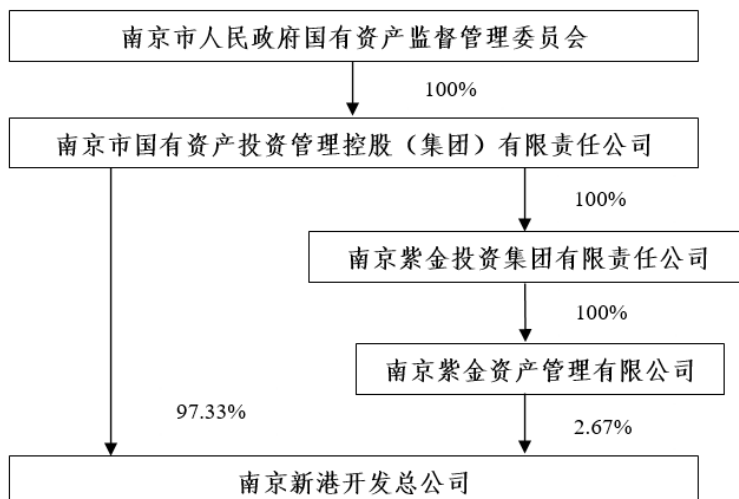 南京市人民政府国有资产监督管理委员会
100%
南京市国有资产投资管理控股（集团）有限责任公司
100%
南京紫金投资集团有限责任公司
100%
南京紫金资产管理有限公司
97.33%
2.67%
南京新港开发总公司